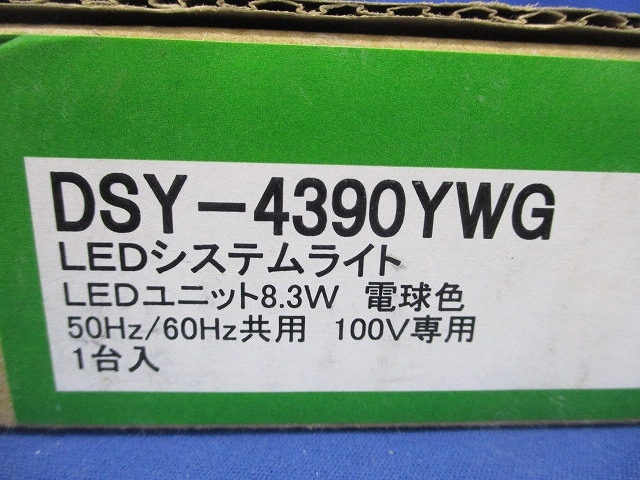 DSY-4390YWG
LEDシステムライト
LEDユニット8.3W 電球色
50Hz/60Hz共用 100V専用
1台入